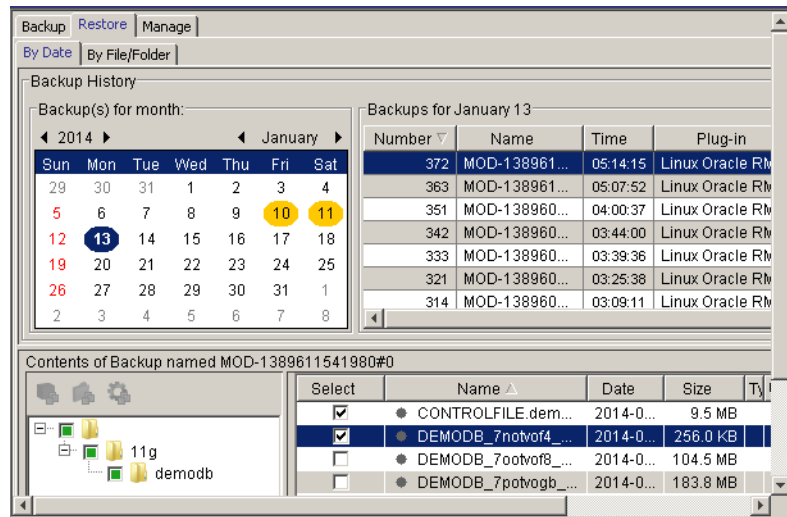 Backup Restore Manage
By Date By File/Folder
Backup History
Backup(s) for month:
2014 January
Sun Mon Tue Wed Thu Fri Sat
29 30 31 1 2 3 4
5 6 7 8 9 10 11
12 13 14 15 16 17 18
19 20 21 22 23 24 25
26 27 28 29 30 31 1
2 3 4 5 6 7 8
Backups for January 13
Number Name Time Plug-in
372 MOD-138961... 05:14:15 Linux Oracle RM
363 MOD-138961... 05:07:52 Linux Oracle RM
351 MOD-138960... 04:00:37 Linux Oracle RM
342 MOD-138960... 03:44:00 Linux Oracle RM
333 MOD-138960... 03:39:36 Linux Oracle RM
321 MOD-138960... 03:25:38 Linux Oracle RM
314 MOD-138960... 03:09:11 Linux Oracle RM
Contents of Backup named MOD-1389611541980#0
11g
demodb
Select Name Date Size Ty
CONTROLFILE.dem... 2014-0... 9.5 MB
DEMODB_7notvof4_... 2014-0... 256.0 KB
DEMODB_7ootvof8_... 2014-0... 104.5 MB
DEMODB_7potvogb_... 2014-0... 183.8 MB